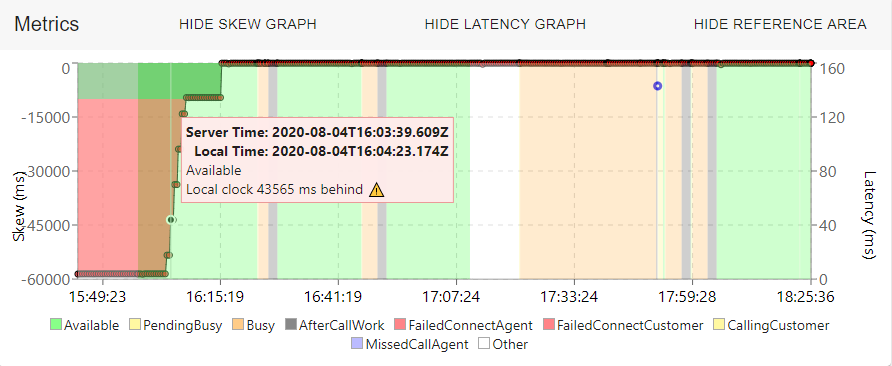 Metrics
HIDE SKEW GRAPH
HIDE LATENCY GRAPH
HIDE REFERENCE AREA
0
-15000
-30000
-45000
-60000
Skew (ms)
Server Time: 2020-08-04T16:03:39.609Z
Local Time: 2020-08-04T16:04:23.174Z
Available
Local clock 43565 ms behind
160
120
80
40
0
Latency (ms)
15:49:23 16:15:19 16:41:19 17:07:24 17:33:24 17:59:28 18:25:36
Available PendingBusy Busy AfterCallWork FailedConnectAgent FailedConnectCustomer CallingCustomer
MissedCallAgent Other